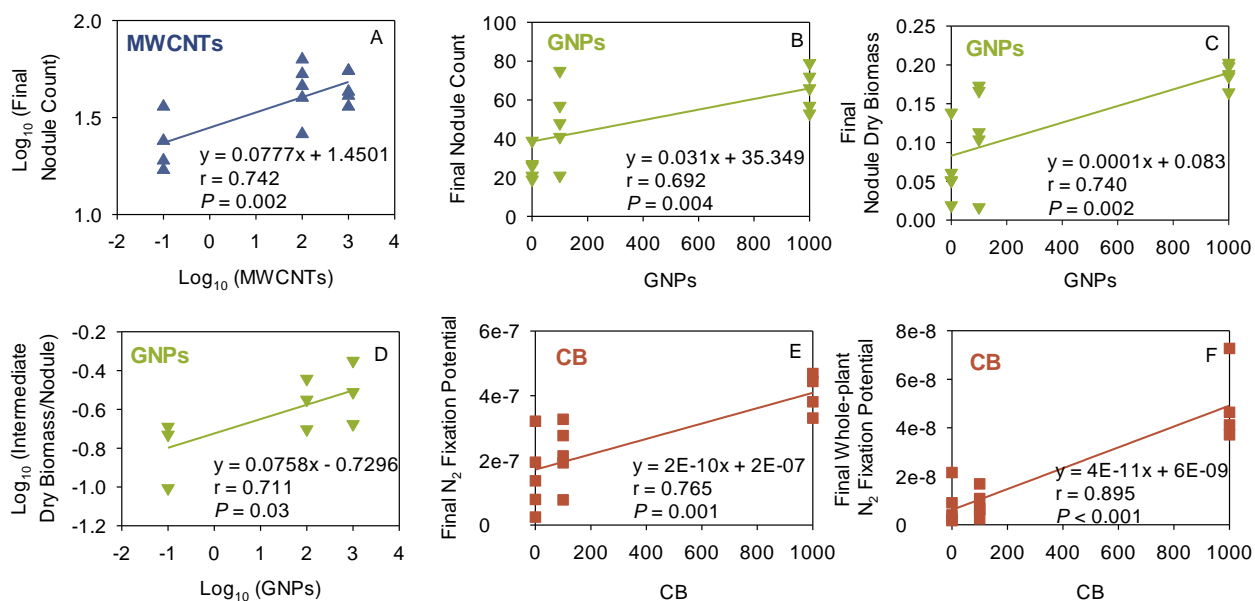 MWCNTs
A
Log10 (Final
Nodule Count)
2.0
1.5
1.0
y = 0.0777x + 1.4501
r = 0.742
P = 0.002
-2 -1 0 1 2 3 4
Log10 (MWCNTs)
GNPs
B
Final Nodule Count
100
80
60
40
20
0
y = 0.031x + 35.349
r = 0.692
P = 0.004
0 200 400 600 800 1000
GNPs
GNPs
C
Final
Nodule Dry Biomass
0.20
0.15
0.10
0.05
0.00
y = 0.0001x + 0.083
r = 0.740
P = 0.002
0 200 400 600 800 1000
GNPs
GNPs
D
Log10 (Intermediate
Dry Biomass/Nodule)
-0.2
-0.4
-0.6
-0.8
-1.0
-1.2
y = 0.0758x - 0.7296
r = 0.711
P = 0.03
-2 -1 0 1 2 3 4
Log10 (GNPs)
CB
E
Final N2 Fixation Potential
6e-7
4e-7
2e-7
0
y = 2E-10x + 2E-07
r = 0.765
P = 0.001
0 200 400 600 800 1000
CB
CB
F
Final Whole-plant
N2 Fixation Potential
8e-8
6e-8
4e-8
2e-8
0
y = 4E-11x + 6E-09
r = 0.895
P < 0.001
0 200 400 600 800 1000
CB